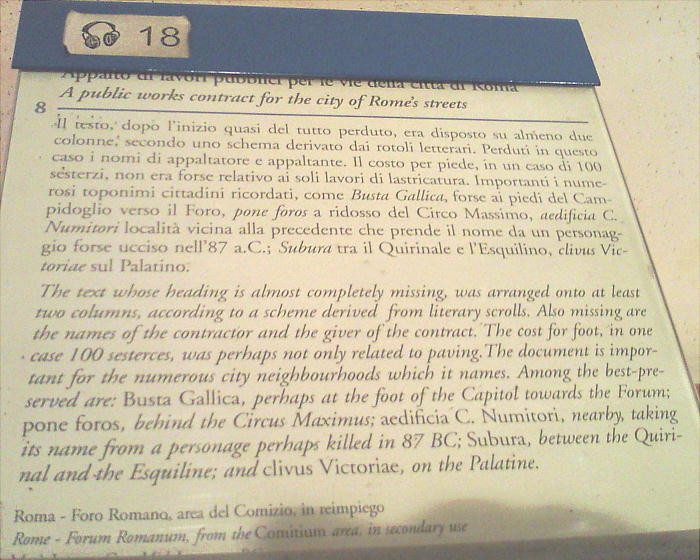 18
Appalto di lavori pubblici per le vie della città di Roma
A public works contract for the city of Rome's streets
8
Il testo, dopo l'inizio quasi del tutto perduto, era disposto su almeno due
colonne, secondo uno schema derivato dai rotoli letterari. Perduti in questo
caso i nomi di appaltatore e appaltante. Il costo per piede, in un caso di 100
sesterzi, non era forse relativo ai soli lavori di lastricatura. Importanti i nume-
rosi toponimi cittadini ricordati, come Busta Gallica, forse ai piedi del Cam-
pidoglio verso il Foro, pone foros a ridosso del Circo Massimo, aedificia C.
Numitori località vicina alla precedente che prende il nome da un personag-
gio forse ucciso nell'87 a.C.; Subura tra il Quirinale e l'Esquilino, clivus Vic-
toriae sul Palatino.
The text whose heading is almost completely missing, was arranged onto at least
two columns, according to a scheme derived from literary scrolls. Also missing are
the names of the contractor and the giver of the contract. The cost for foot, in one
case 100 sesterces, was perhaps not only related to paving. The document is impor-
tant for the numerous city neighbourhoods which it names. Among the best-pre-
served are: Busta Gallica, perhaps at the foot of the Capitol towards the Forum;
pone foros, behind the Circus Maximus; aedificia C. Numitori, nearby, taking
its name from a personage perhaps killed in 87 BC; Subura, between the Quiri-
nal and the Esquiline; and clivus Victoriae, on the Palatine.
Roma - Foro Romano, area del Comizio, in reimpiego
Rome - Forum Romanum, from the Comitium area, in secondary use